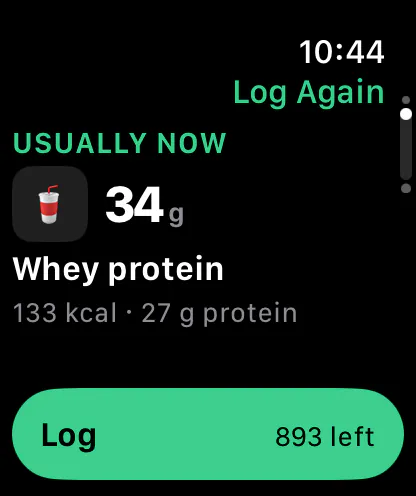 10:44
Log Again
USUALLY NOW
34 g
Whey protein
133 kcal · 27 g protein
Log 893 left